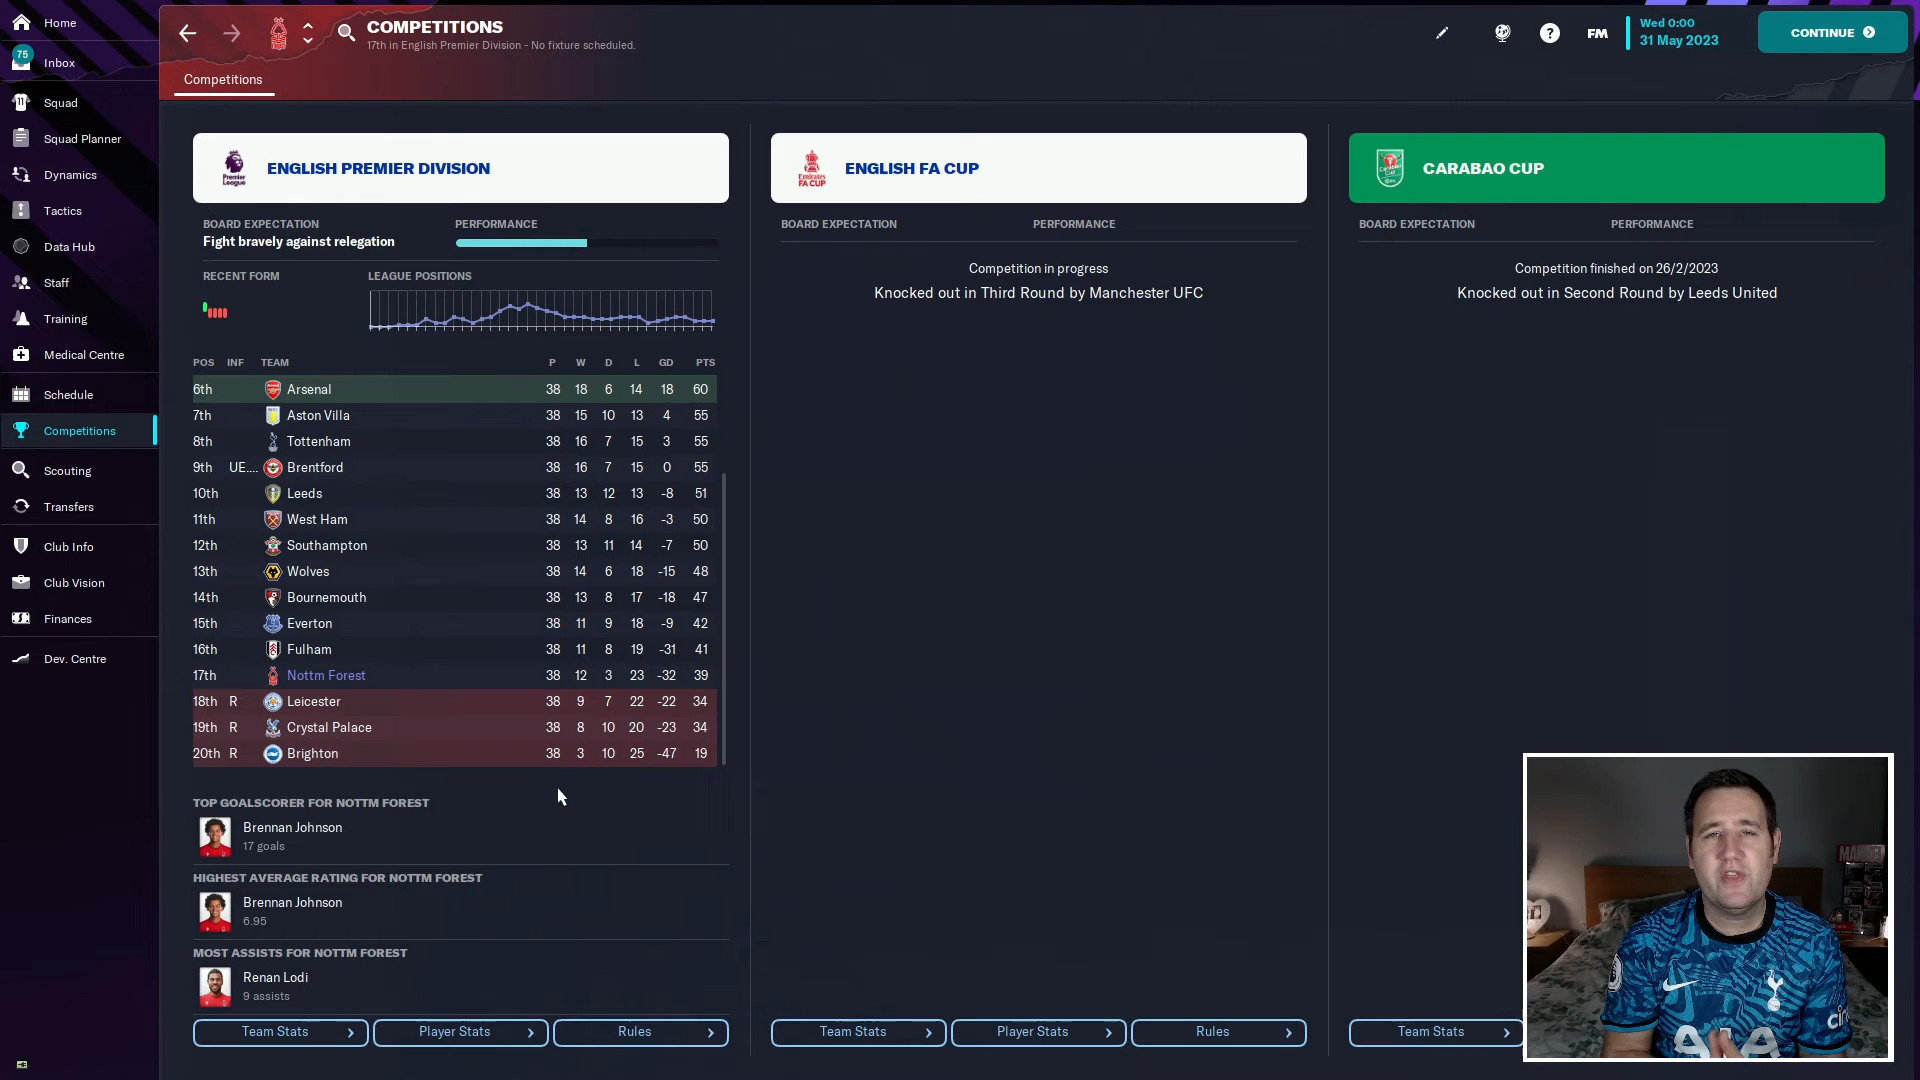 Home
75
Inbox
Squad
Squad Planner
Dynamics
Tactics
Data Hub
Staff
Training
Medical Centre
Schedule
Competitions
Scouting
Transfers
Club Info
Club Vision
Finances
Dev. Centre
COMPETITIONS
17th in English Premier Division - No fixture scheduled.
FM
Wed 0:00
31 May 2023
CONTINUE
Competitions
Premier League
ENGLISH PREMIER DIVISION
BOARD EXPECTATION PERFORMANCE
Fight bravely against relegation
RECENT FORM LEAGUE POSITIONS
POS INF TEAM P W D L GD PTS
6th Arsenal 38 18 6 14 18 60
7th Aston Villa 38 15 10 13 4 55
8th Tottenham 38 16 7 15 3 55
9th UE.... Brentford 38 16 7 15 0 55
10th Leeds 38 13 12 13 -8 51
11th West Ham 38 14 8 16 -3 50
12th Southampton 38 13 11 14 -7 50
13th Wolves 38 14 6 18 -15 48
14th Bournemouth 38 13 8 17 -18 47
15th Everton 38 11 9 18 -9 42
16th Fulham 38 11 8 19 -31 41
17th Nottm Forest 38 12 3 23 -32 39
18th R Leicester 38 9 7 22 -22 34
19th R Crystal Palace 38 8 10 20 -23 34
20th R Brighton 38 3 10 25 -47 19
TOP GOALSCORER FOR NOTTM FOREST
Brennan Johnson
17 goals
HIGHEST AVERAGE RATING FOR NOTTM FOREST
Brennan Johnson
6.95
MOST ASSISTS FOR NOTTM FOREST
Renan Lodi
9 assists
Team Stats Player Stats Rules
Emirates FA CUP
ENGLISH FA CUP
BOARD EXPECTATION PERFORMANCE
Competition in progress
Knocked out in Third Round by Manchester UFC
Team Stats Player Stats Rules
CARABAO CUP
BOARD EXPECTATION PERFORMANCE
Competition finished on 26/2/2023
Knocked out in Second Round by Leeds United
Team Stats
MARVEL
AIA